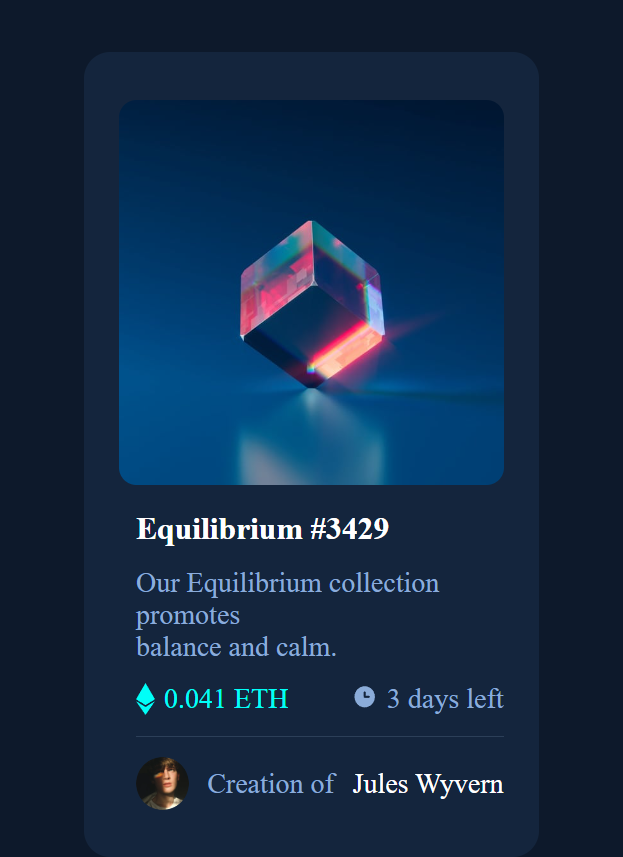 Equilibrium #3429
Our Equilibrium collection
promotes
balance and calm.
0.041 ETH 3 days left
Creation of Jules Wyvern